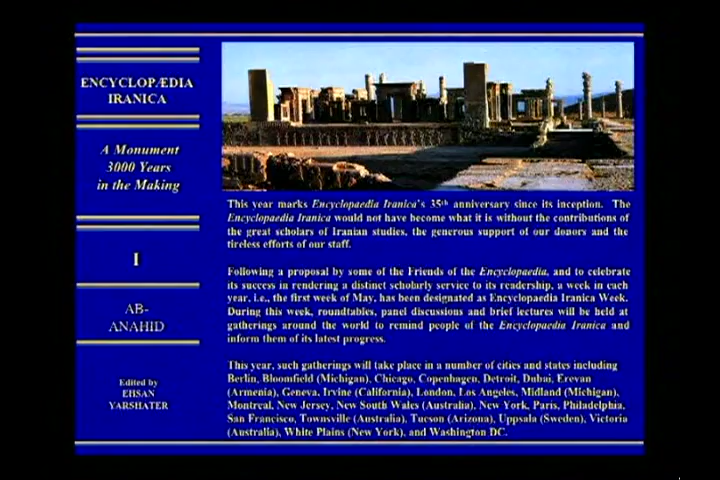 ENCYCLOPÆDIA
IRANICA
A Monument
3000 Years
in the Making
I
AB-
ANAHID
Edited by
EHSAN
YARSHATER
This year marks Encyclopaedia Iranica's 35th anniversary since its inception. The
Encyclopaedia Iranica would not have become what it is without the contributions of
the great scholars of Iranian studies, the generous support of our donors and the
tireless efforts of our staff.
Following a proposal by some of the Friends of the Encyclopaedia, and to celebrate
its success in rendering a distinct scholarly service to its readership, a week in each
year, i.e., the first week of May, has been designated as Encyclopaedia Iranica Week.
During this week, roundtables, panel discussions and brief lectures will be held at
gatherings around the world to remind people of the Encyclopaedia Iranica and
inform them of its latest progress.
This year, such gatherings will take place in a number of cities and states including
Berlin, Bloomfield (Michigan), Chicago, Copenhagen, Detroit, Dubai, Erevan
(Armenia), Geneva, Irvine (California), London, Los Angeles, Midland (Michigan),
Montreal, New Jersey, New South Wales (Australia), New York, Paris, Philadelphia,
San Francisco, Townsville (Australia), Tucson (Arizona), Uppsala (Sweden), Victoria
(Australia), White Plains (New York), and Washington DC.